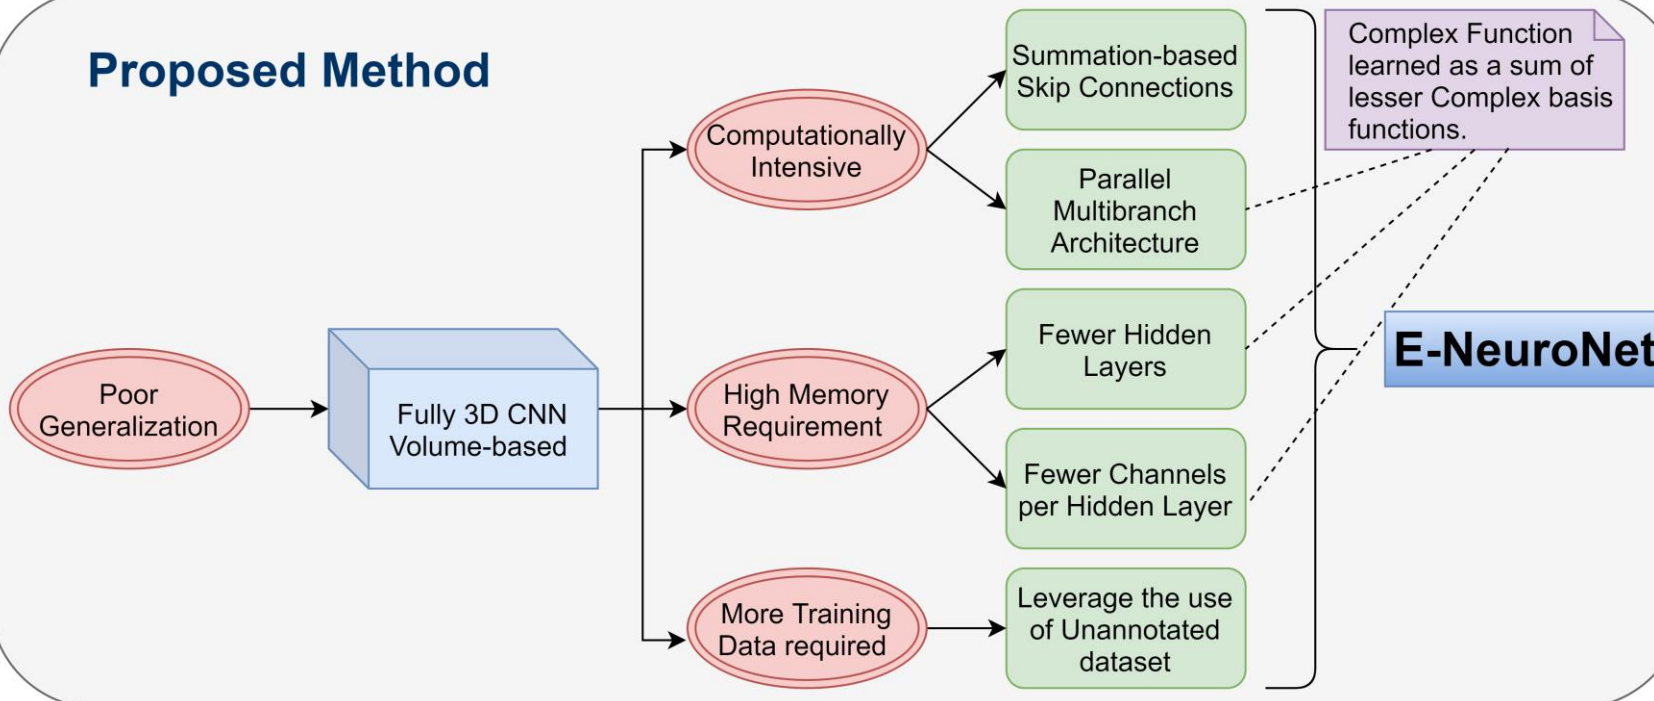 Proposed Method
Poor
Generalization
Fully 3D CNN
Volume-based
Computationally
Intensive
High Memory
Requirement
More Training
Data required
Summation-based
Skip Connections
Parallel
Multibranch
Architecture
Fewer Hidden
Layers
Fewer Channels
per Hidden Layer
Leverage the use
of Unannotated
dataset
Complex Function
learned as a sum of
lesser Complex basis
functions.
E-NeuroNet